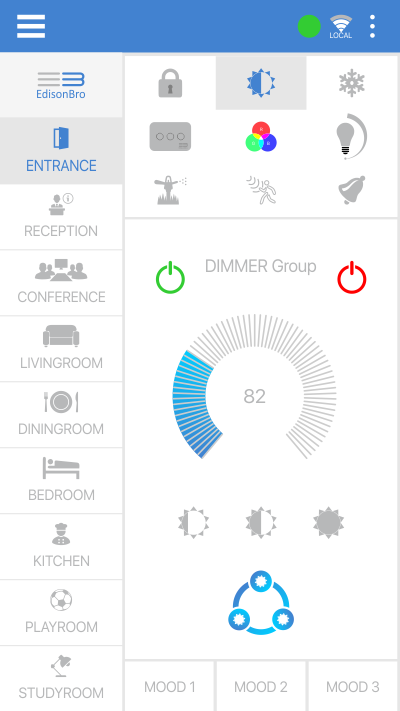 LOCAL
EdisonBro
ENTRANCE
RECEPTION
CONFERENCE
LIVINGROOM
DININGROOM
BEDROOM
KITCHEN
PLAYROOM
STUDYROOM
DIMMER Group
82
MOOD 1
MOOD 2
MOOD 3